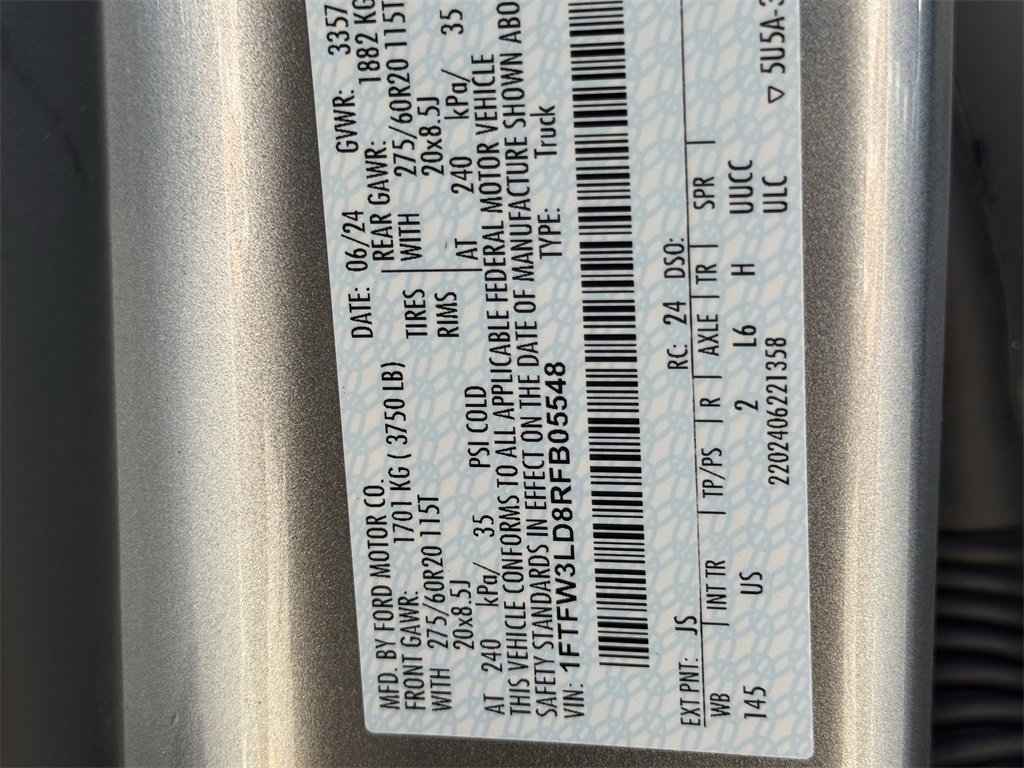 MFD. BY FORD MOTOR CO. DATE: 06/24 GVWR: 3357
FRONT GAWR: 1701 KG ( 3750 LB) REAR GAWR: 1882 KG
WITH 275/60R20 115T TIRES WITH 275/60R20 115T
20x8.5J RIMS 20x8.5J
AT 240 kPa/ 35 PSI COLD AT 240 kPa/ 35
THIS VEHICLE CONFORMS TO ALL APPLICABLE FEDERAL MOTOR VEHICLE
SAFETY STANDARDS IN EFFECT ON THE DATE OF MANUFACTURE SHOWN ABO
VIN: 1FTFW3LD8RFB05548 TYPE: Truck
EXT PNT: JS RC: 24 DSO:
WB | INT TR | TP/PS | R | AXLE | TR | SPR |
145 US 2 L6 H UUCC
2202406221358 ULC ▽ 5U5A-3